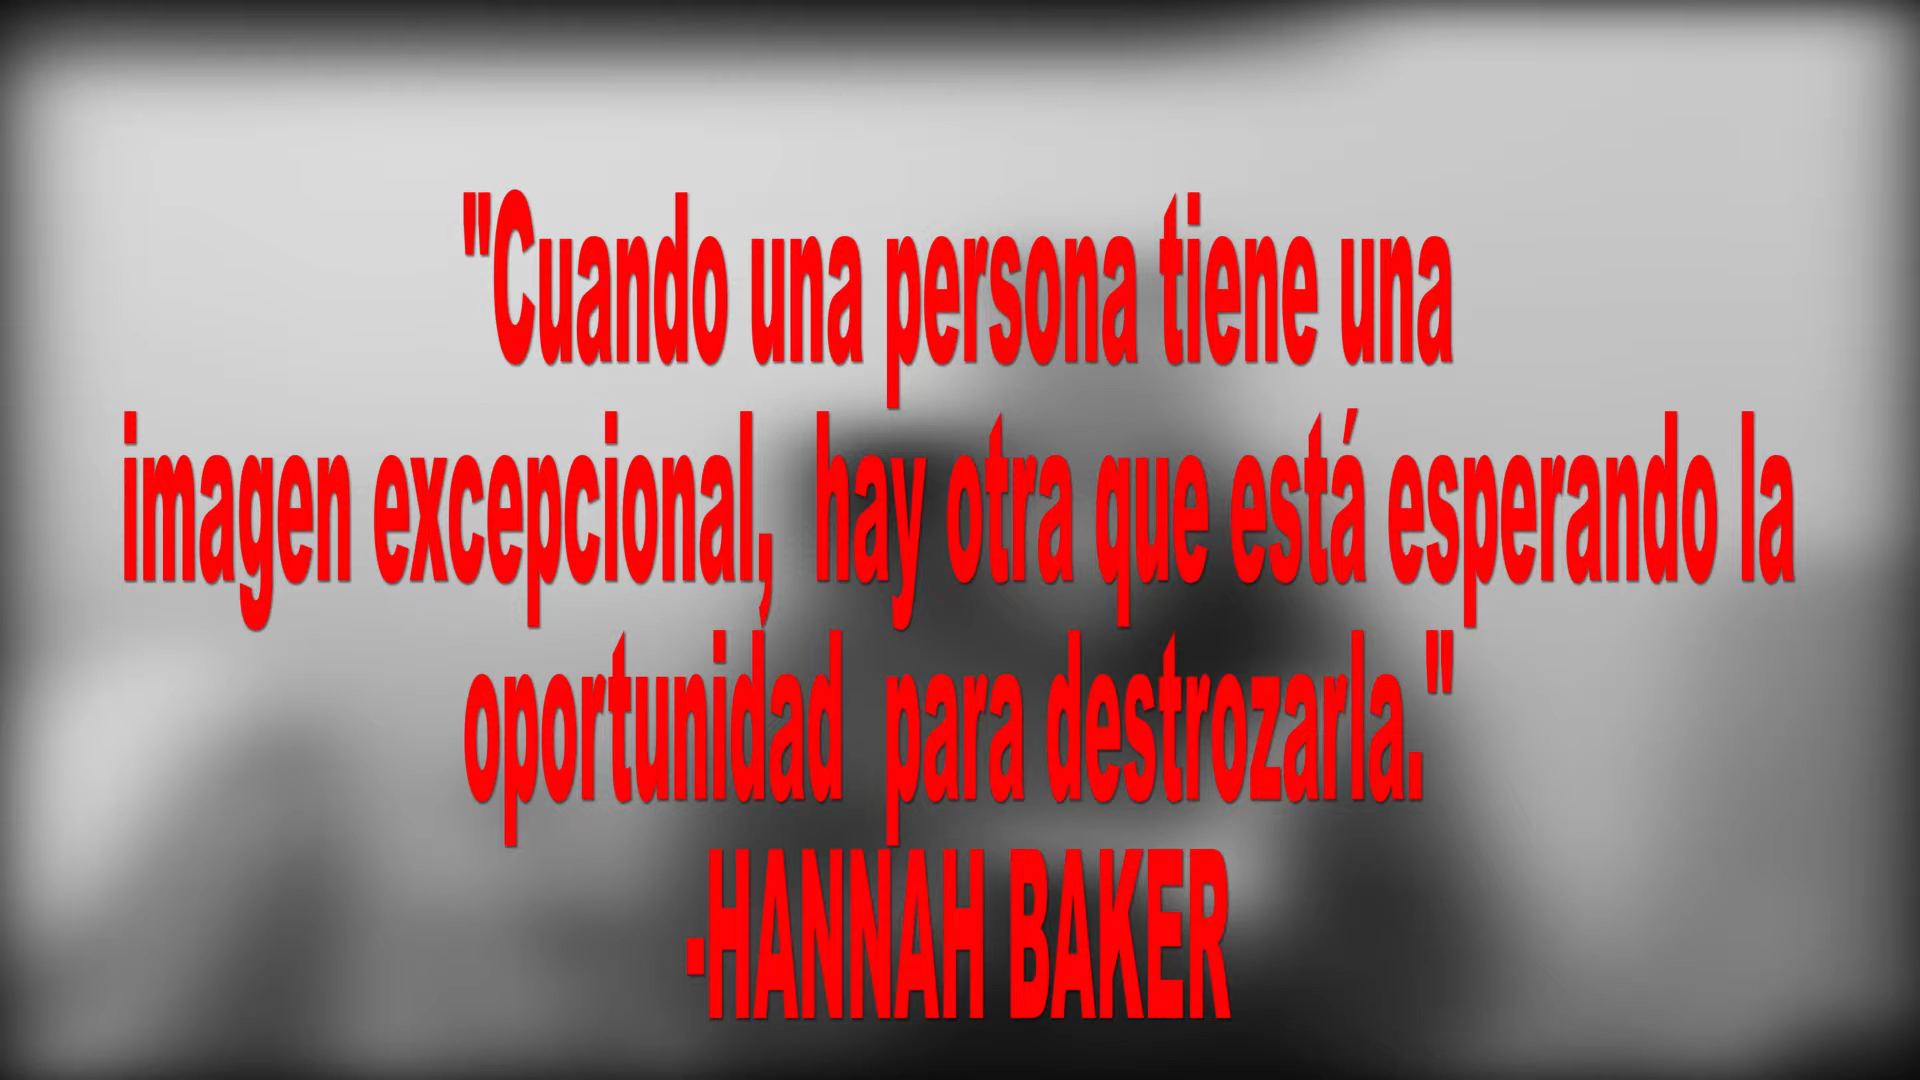 "Cuando una persona tiene una
imagen excepcional, hay otra que está esperando la
oportunidad para destrozarla."
-HANNAH BAKER